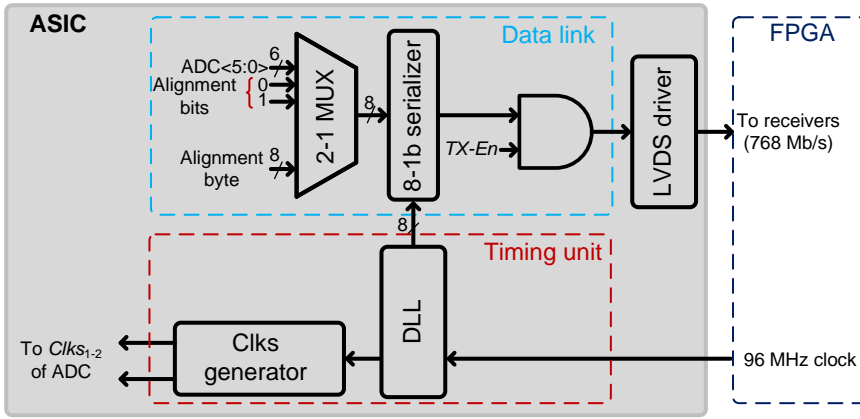 ASIC
Data link
FPGA
ADC<5:0>
6
Alignment
bits
0
1
2-1 MUX
8
8-1b serializer
TX-En
LVDS driver
To receivers
(768 Mb/s)
Alignment
byte
8
8
Timing unit
DLL
Clks
generator
To Clks1-2
of ADC
96 MHz clock